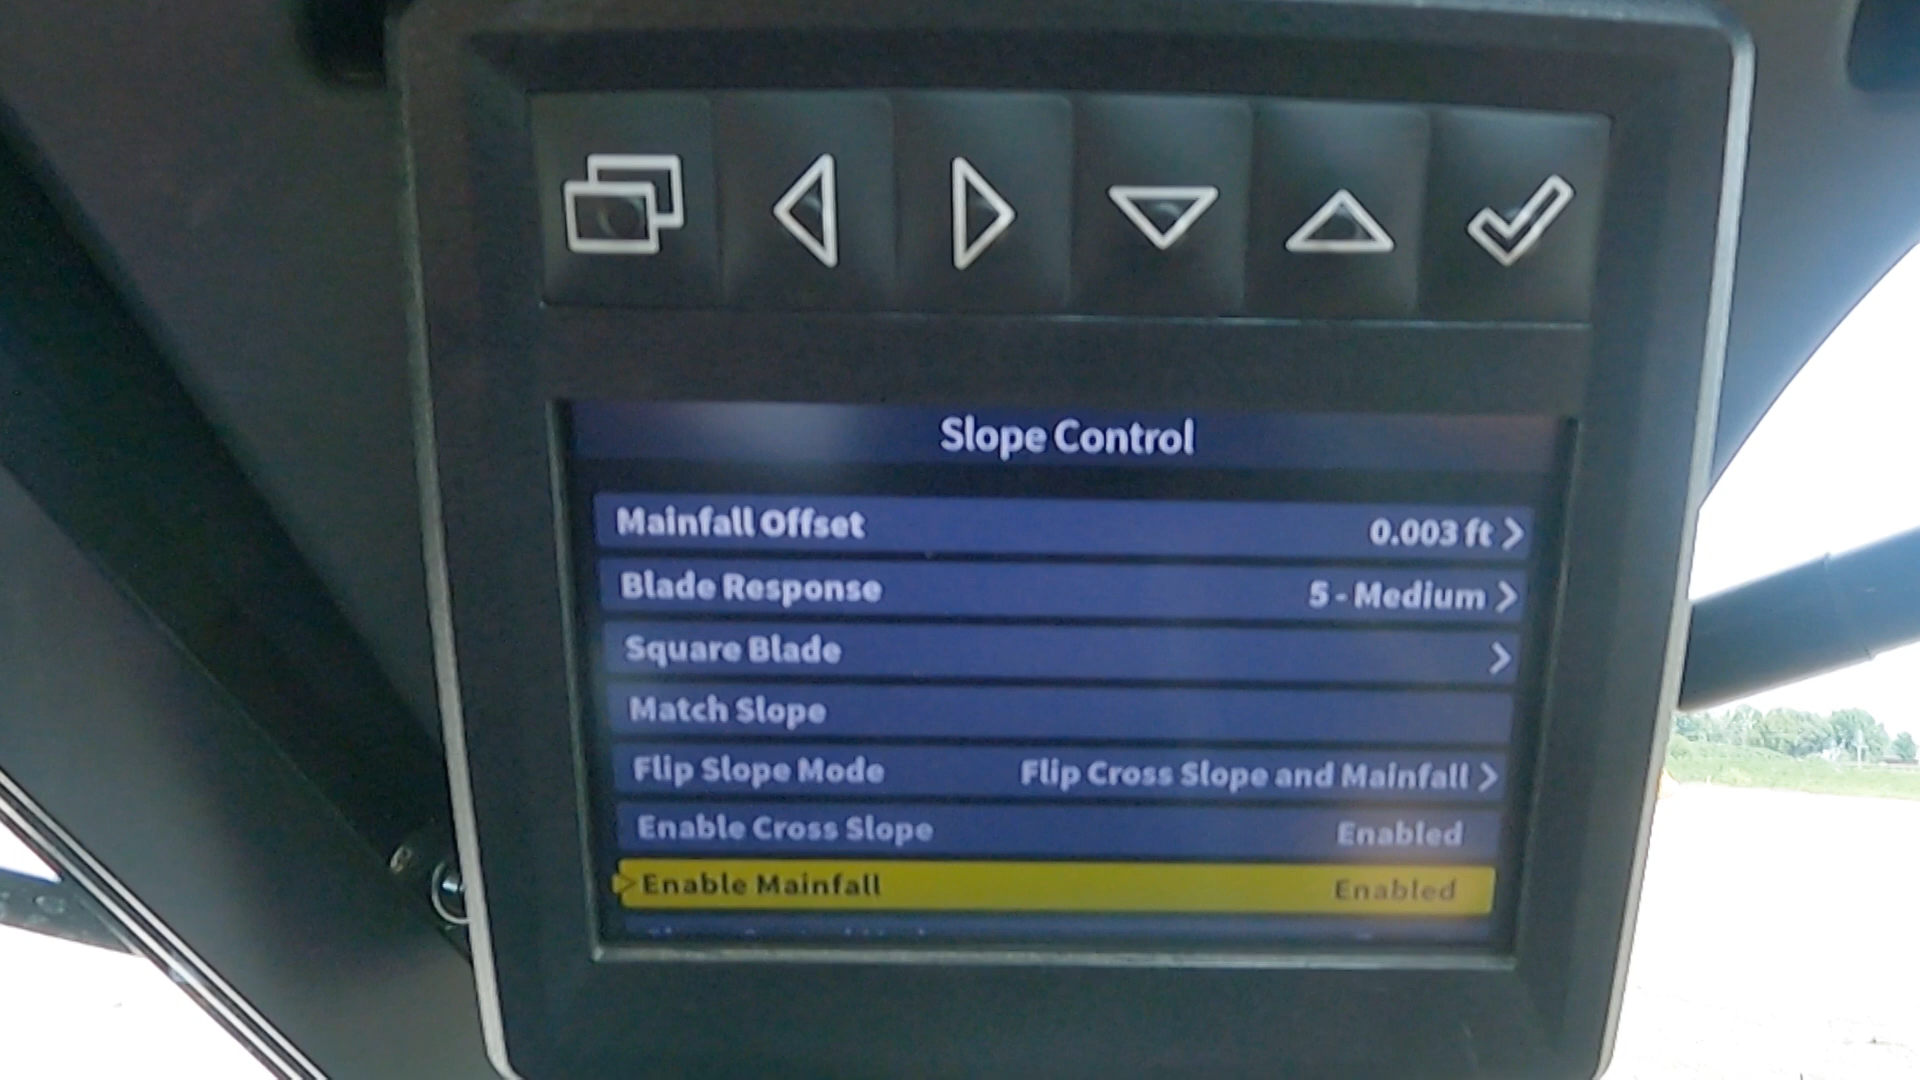 Slope Control
Mainfall Offset 0.003 ft
Blade Response 5 - Medium
Square Blade
Match Slope
Flip Slope Mode Flip Cross Slope and Mainfall
Enable Cross Slope Enabled
Enable Mainfall Enabled